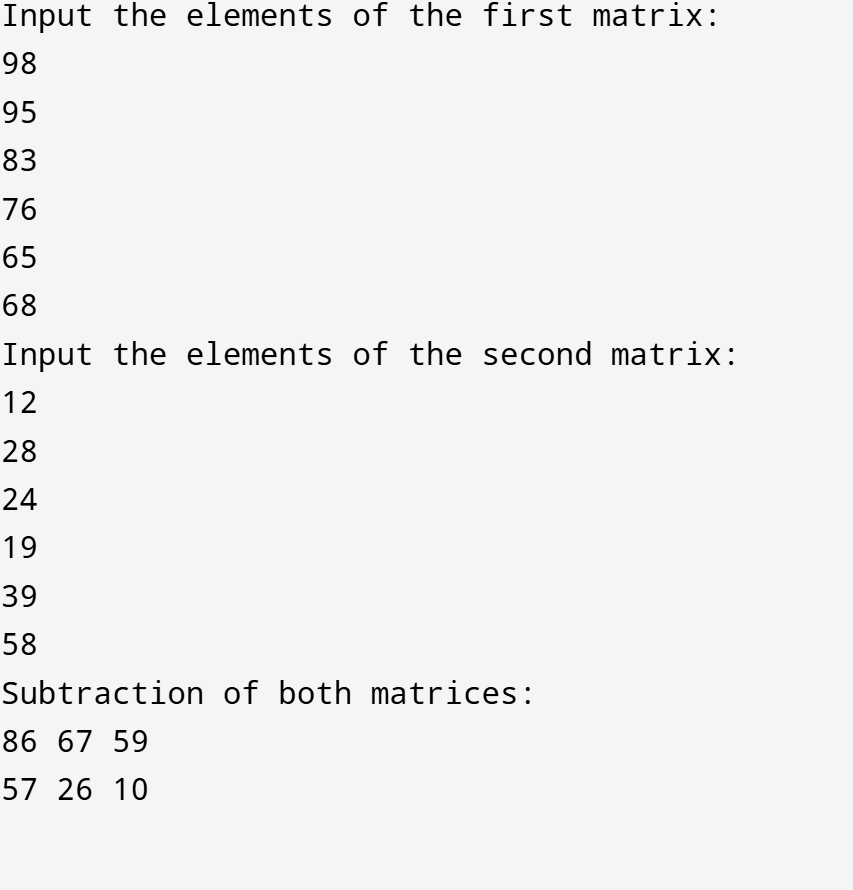 Input the elements of the first matrix:
98
95
83
76
65
68
Input the elements of the second matrix:
12
28
24
19
39
58
Subtraction of both matrices:
86 67 59
57 26 10